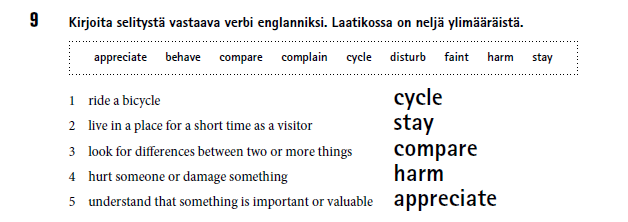 9 Kirjoita selitystä vastaava verbi englanniksi. Laatikossa on neljä ylimääräistä.
appreciate behave compare complain cycle disturb faint harm stay
1 ride a bicycle cycle
2 live in a place for a short time as a visitor stay
3 look for differences between two or more things compare
4 hurt someone or damage something harm
5 understand that something is important or valuable appreciate